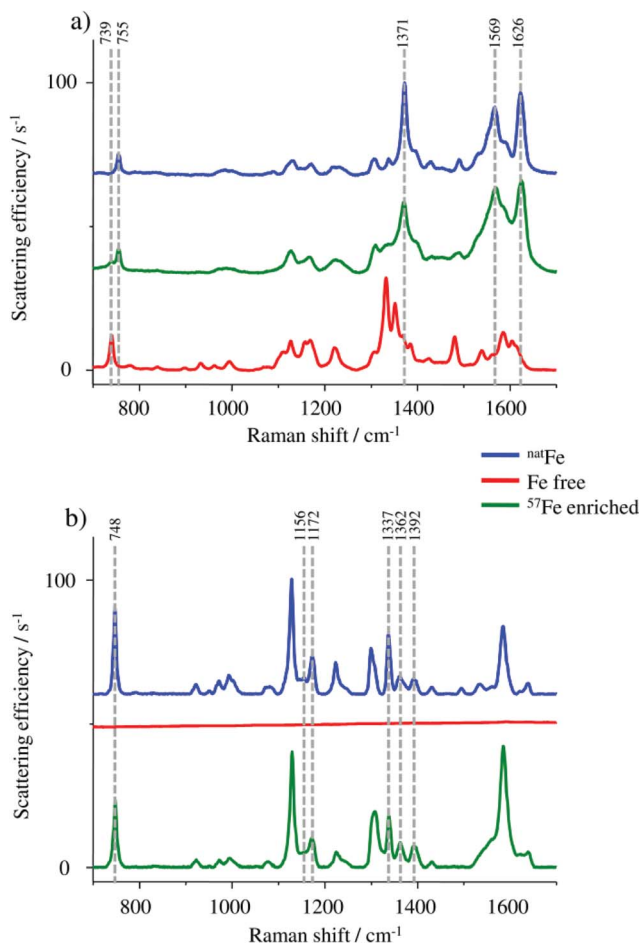 a)
739
755
1371
1569
1626
100
Scattering efficiency / s⁻¹
0
800
1000
1200
1400
1600
Raman shift / cm⁻¹
ⁿᵃᵗFe
Fe free
⁵⁷Fe enriched
b)
748
1156
1172
1337
1362
1392
100
Scattering efficiency / s⁻¹
0
800
1000
1200
1400
1600
Raman shift / cm⁻¹